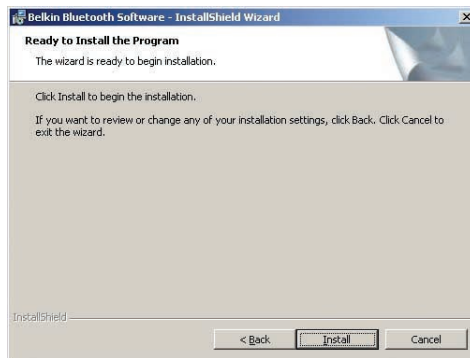 Belkin Bluetooth Software - InstallShield Wizard
Ready to Install the Program
The wizard is ready to begin installation.
Click Install to begin the installation.
If you want to review or change any of your installation settings, click Back. Click Cancel to
exit the wizard.
InstallShield
< Back Install Cancel